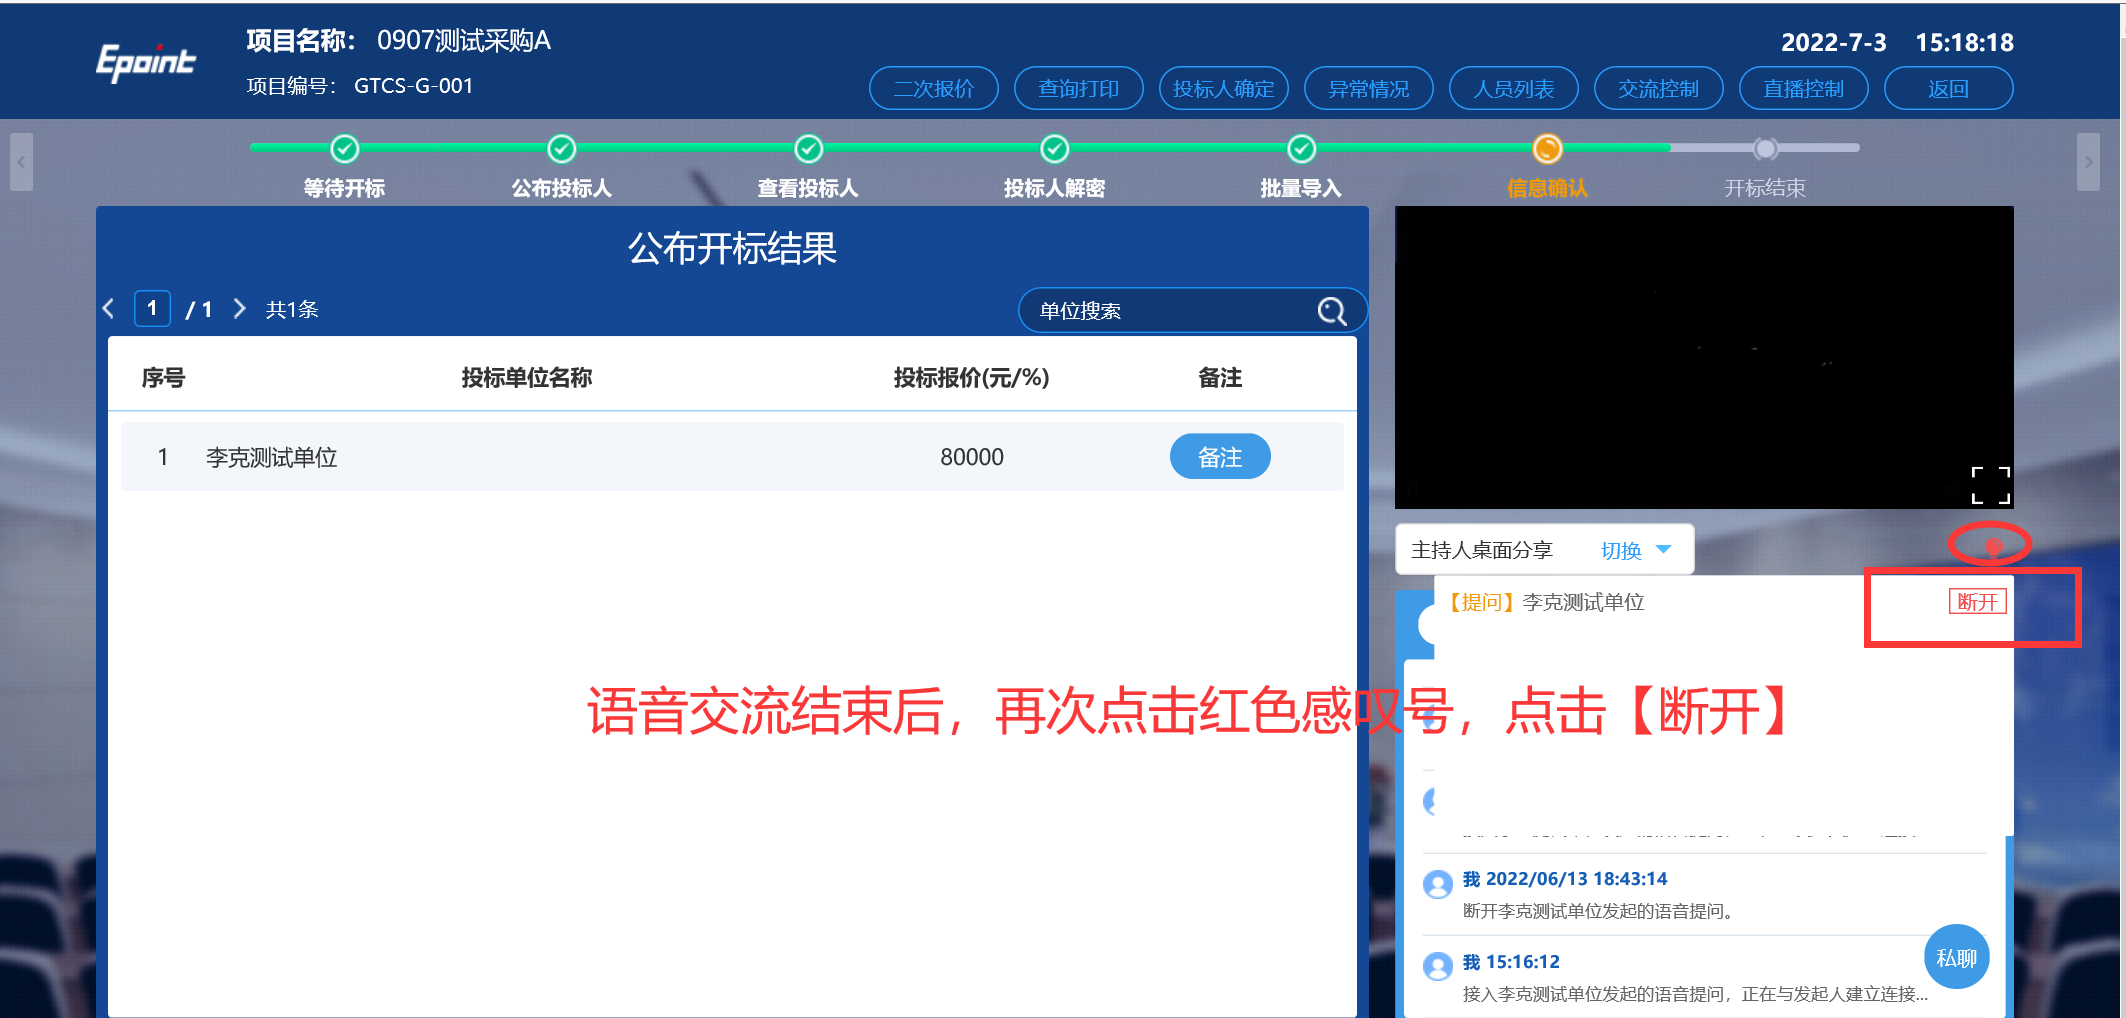 Epoint
项目名称： 0907测试采购A
项目编号： GTCS-G-001
2022-7-3 15:18:18
二次报价 查询打印 投标人确定 异常情况 人员列表 交流控制 直播控制 返回
等待开标 公布投标人 查看投标人 投标人解密 批量导入 信息确认 开标结束
公布开标结果
1 / 1 共1条
单位搜索
序号 投标单位名称 投标报价(元/%) 备注
1 李克测试单位 80000 备注
主持人桌面分享 切换
【提问】李克测试单位 断开
语音交流结束后，再次点击红色感叹号，点击【断开】
我 2022/06/13 18:43:14
断开李克测试单位发起的语音提问。
我 15:16:12
接入李克测试单位发起的语音提问，正在与发起人建立连接...
私聊